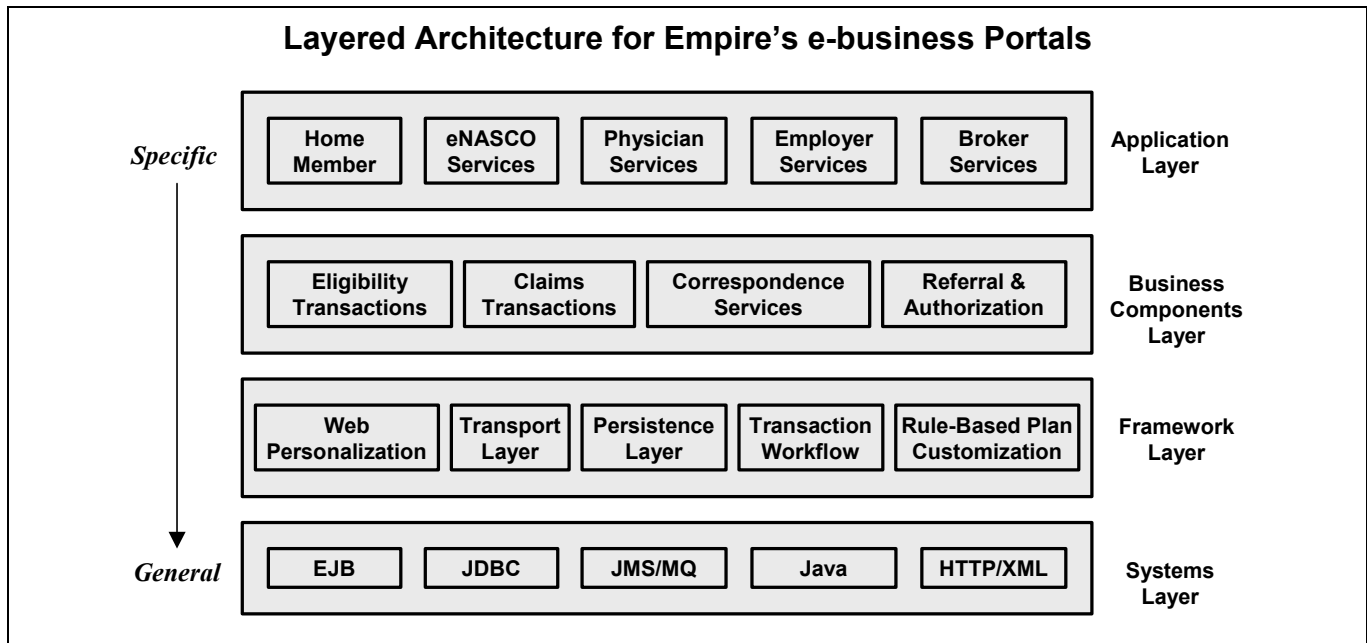 Layered Architecture for Empire’s e-business Portals
Specific
Home
Member
eNASCO
Services
Physician
Services
Employer
Services
Broker
Services
Application
Layer
Eligibility
Transactions
Claims
Transactions
Correspondence
Services
Referral &
Authorization
Business
Components
Layer
Web
Personalization
Transport
Layer
Persistence
Layer
Transaction
Workflow
Rule-Based Plan
Customization
Framework
Layer
General
EJB
JDBC
JMS/MQ
Java
HTTP/XML
Systems
Layer